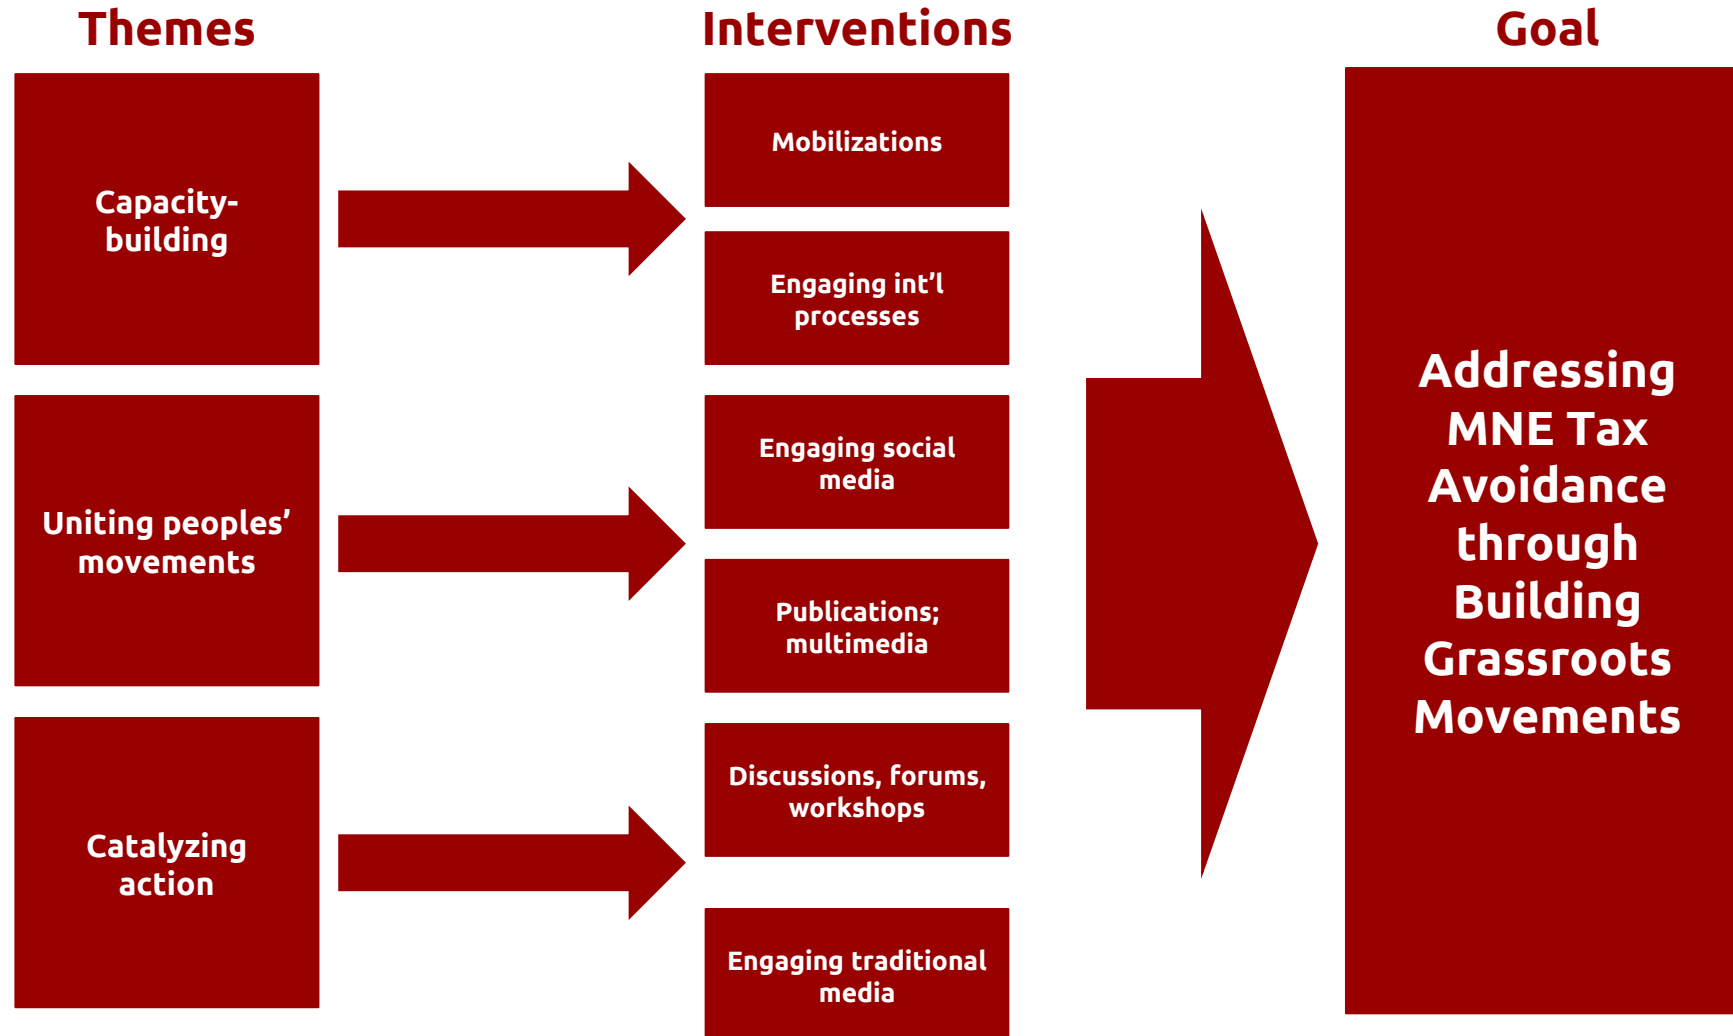 Themes
Interventions
Goal
Capacity-
building
Uniting peoples’
movements
Catalyzing
action
Mobilizations
Engaging int’l
processes
Engaging social
media
Publications;
multimedia
Discussions, forums,
workshops
Engaging traditional
media
Addressing
MNE Tax
Avoidance
through
Building
Grassroots
Movements